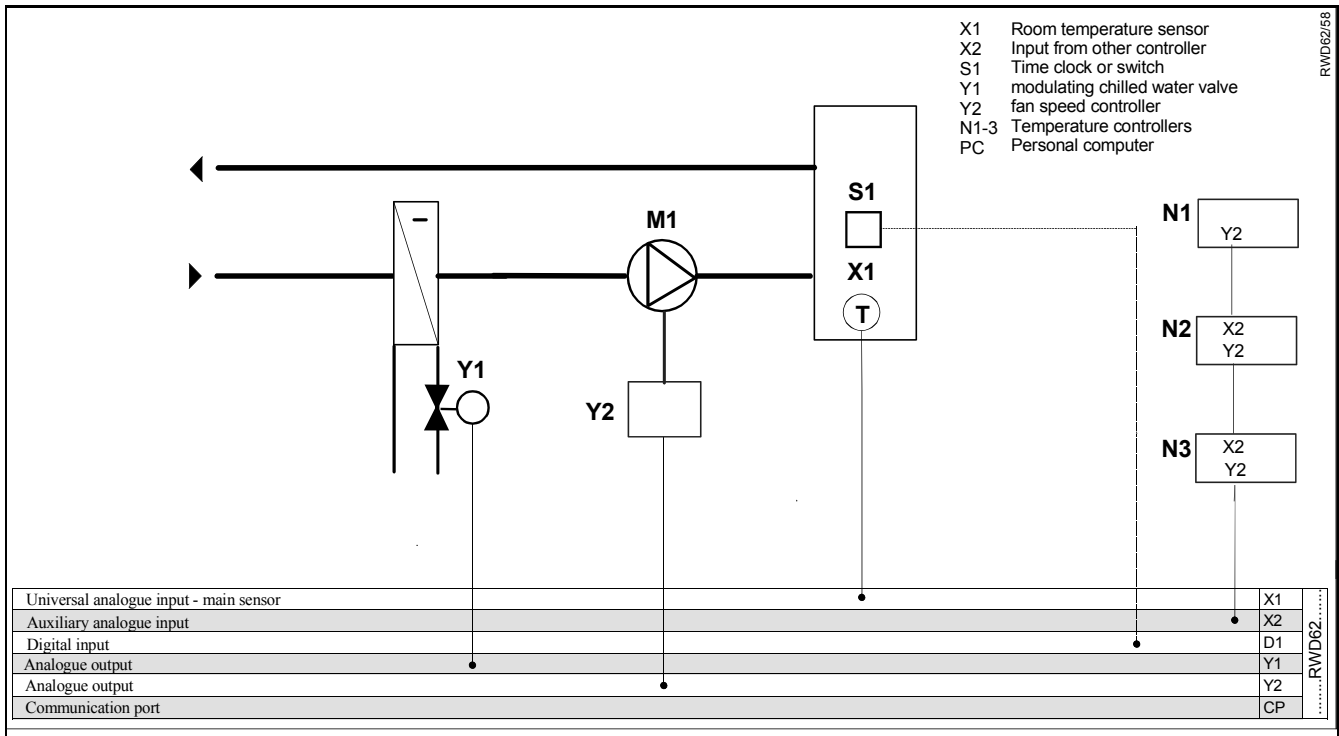 X1 Room temperature sensor
X2 Input from other controller
S1 Time clock or switch
Y1 modulating chilled water valve
Y2 fan speed controller
N1-3 Temperature controllers
PC Personal computer
RWD62/58
S1
M1
X1
T
Y1
Y2
N1
Y2
N2
X2
Y2
N3
X2
Y2
Universal analogue input - main sensor X1
Auxiliary analogue input X2
Digital input D1
Analogue output Y1
Analogue output Y2
Communication port CP
.......RWD62.......